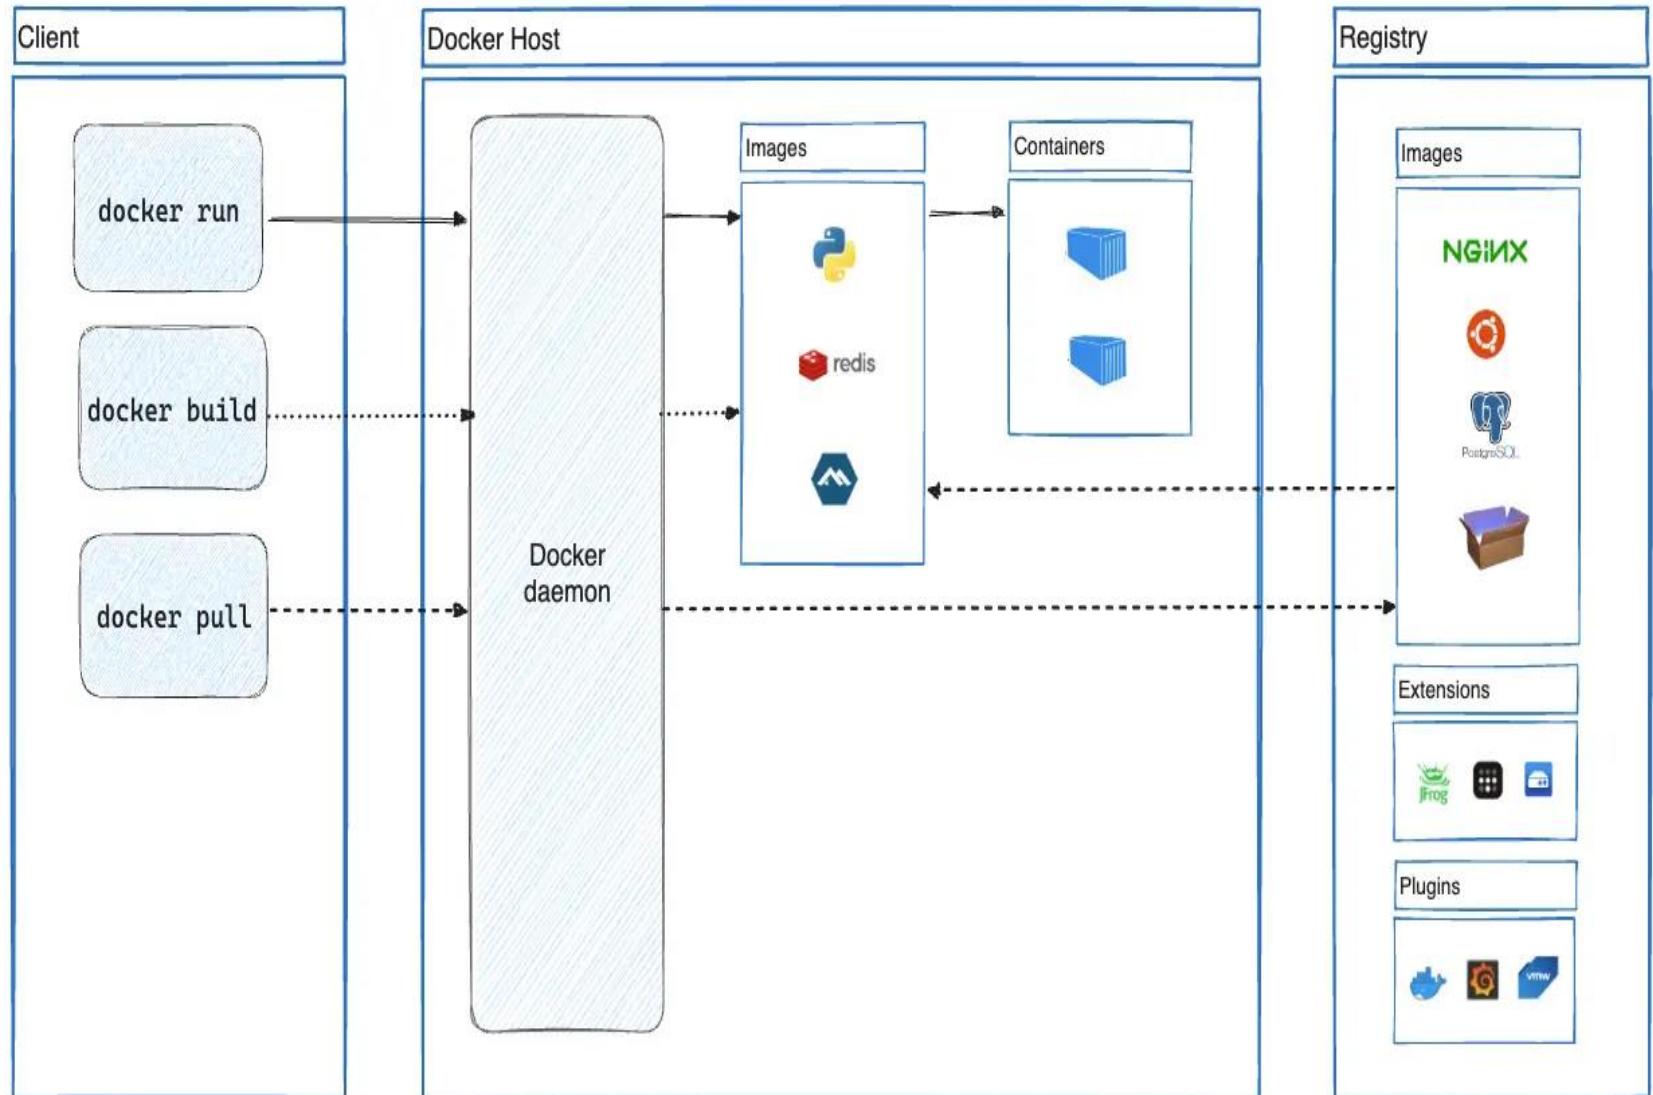 Client
Docker Host
Registry
docker run
docker build
docker pull
Docker
daemon
Images
redis
Containers
Images
NGINX
PostgreSQL
Extensions
JFrog
Plugins
vmw